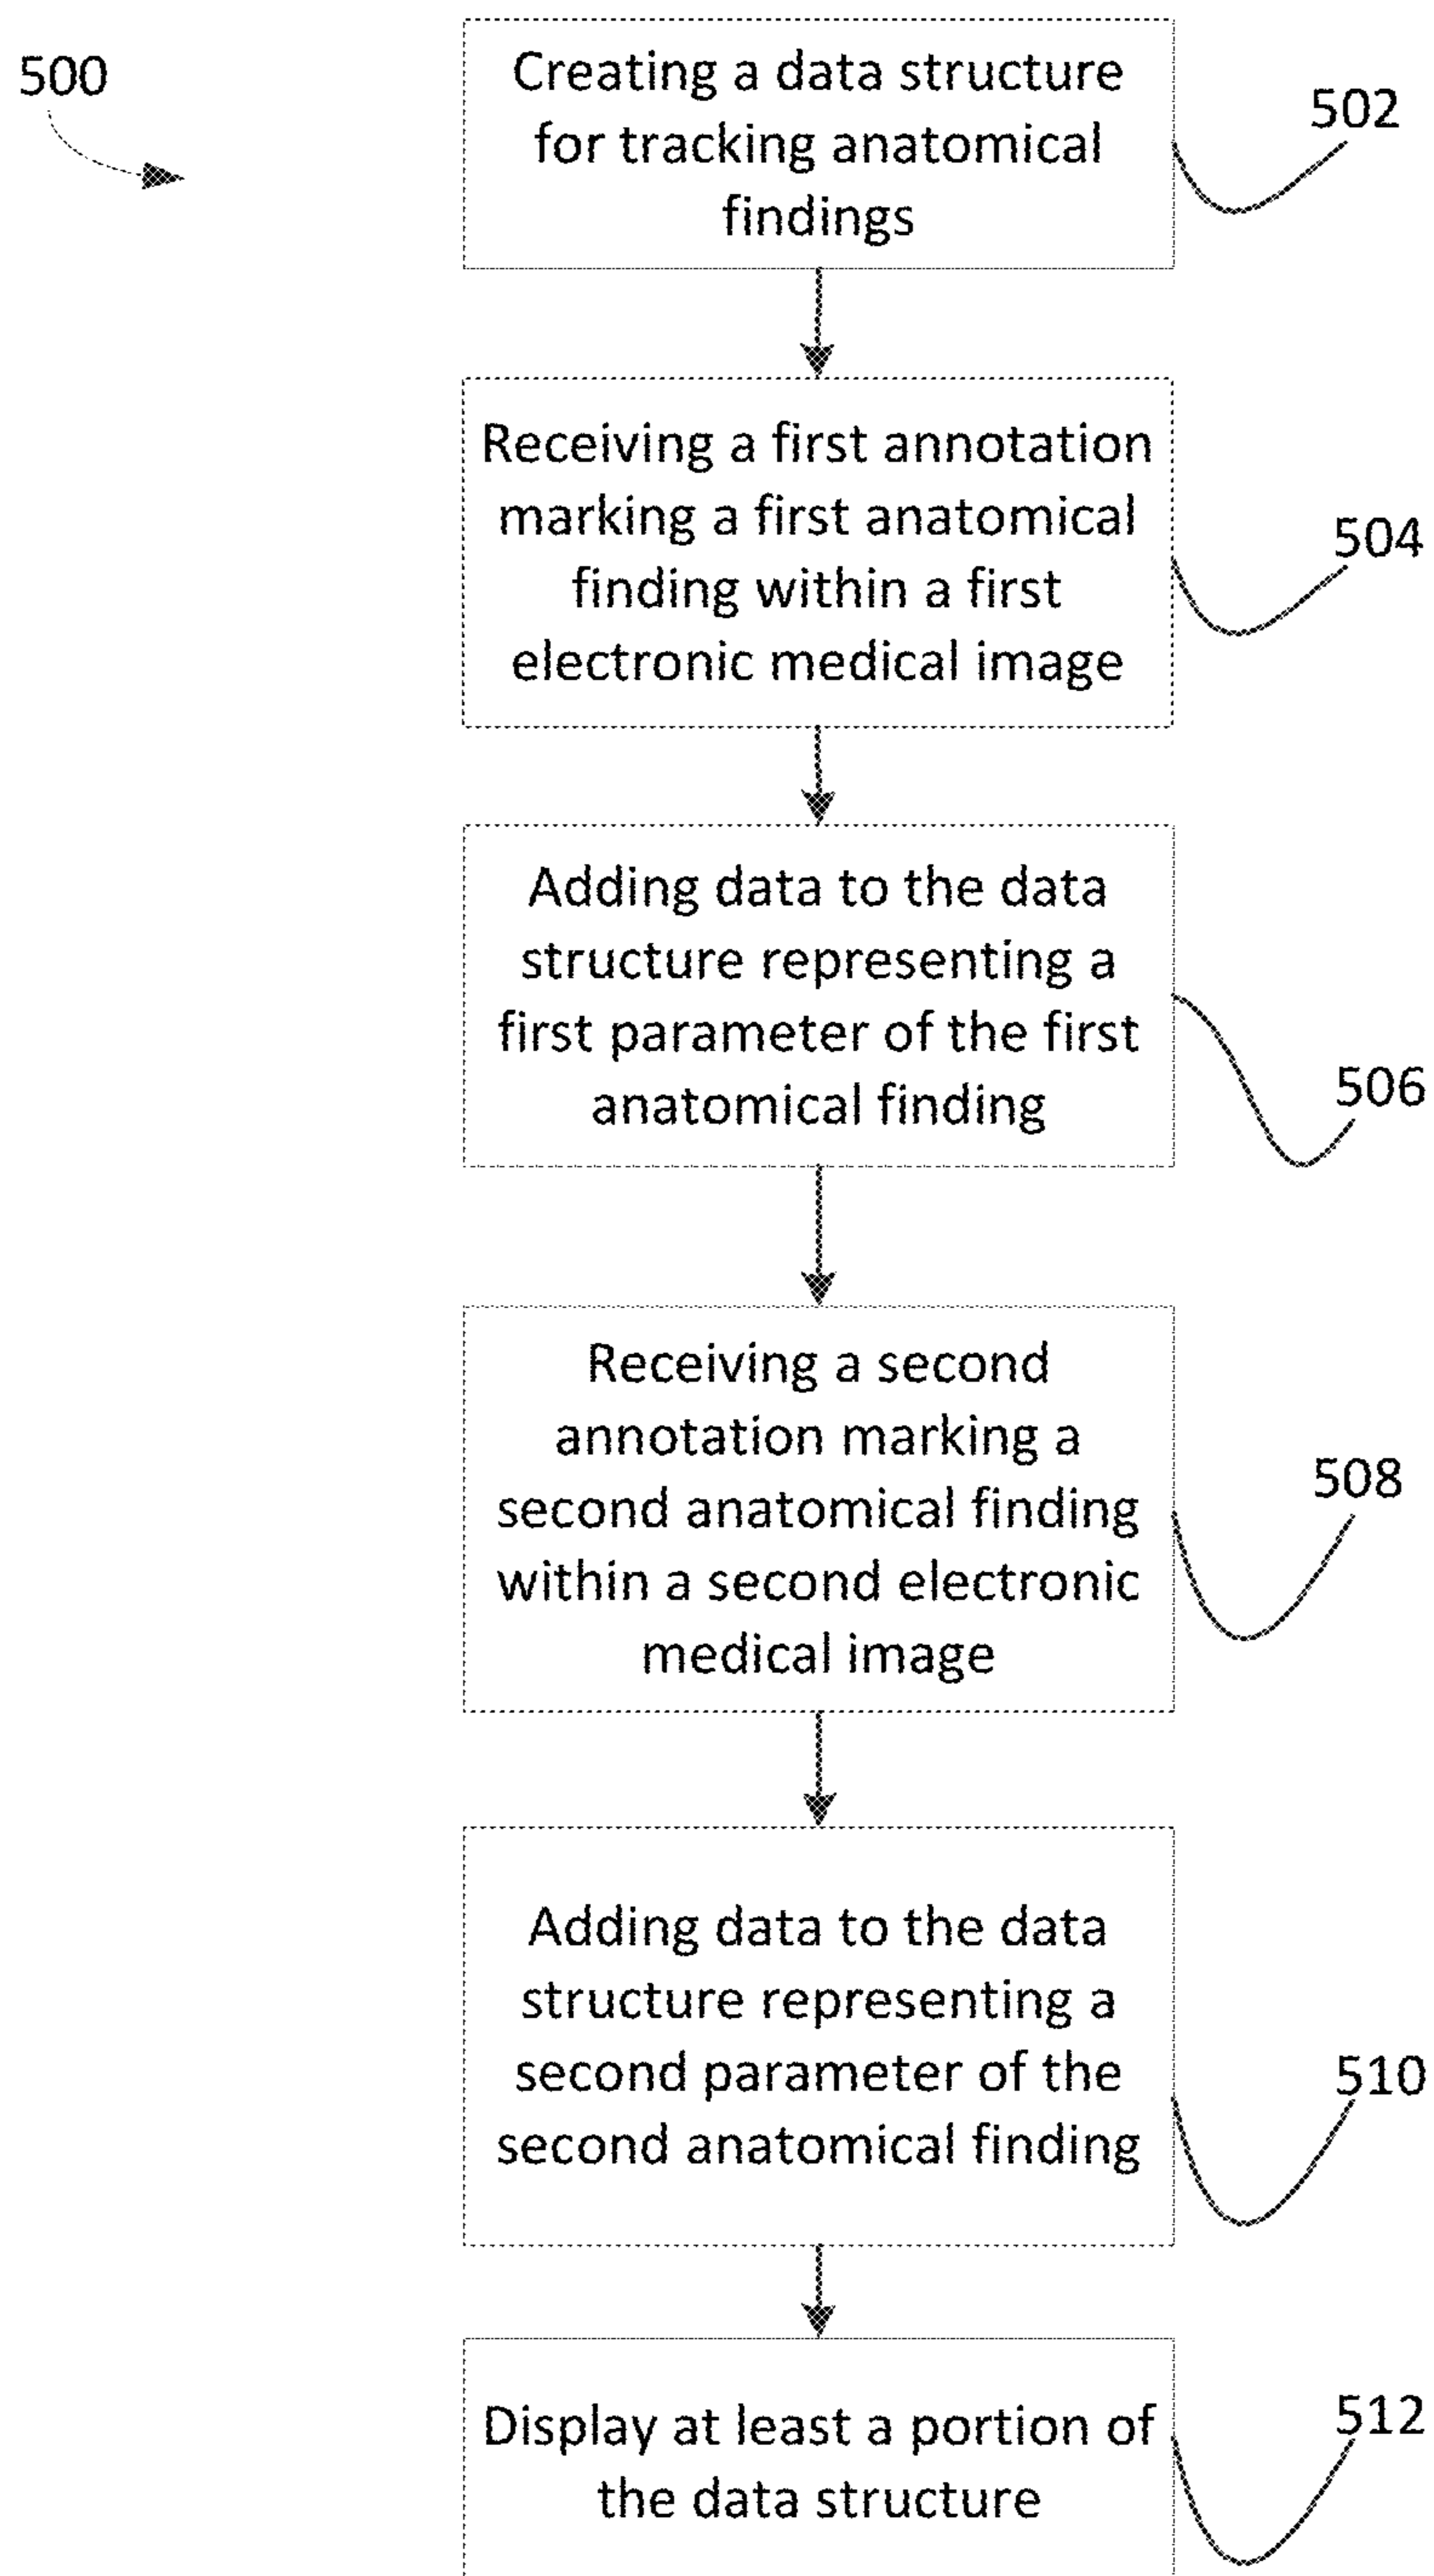 500
Creating a data structure
for tracking anatomical
findings
502
Receiving a first annotation
marking a first anatomical
finding within a first
electronic medical image
504
Adding data to the data
structure representing a
first parameter of the first
anatomical finding
506
Receiving a second
annotation marking a
second anatomical finding
within a second electronic
medical image
508
Adding data to the data
structure representing a
second parameter of the
second anatomical finding
510
Display at least a portion of
the data structure
512